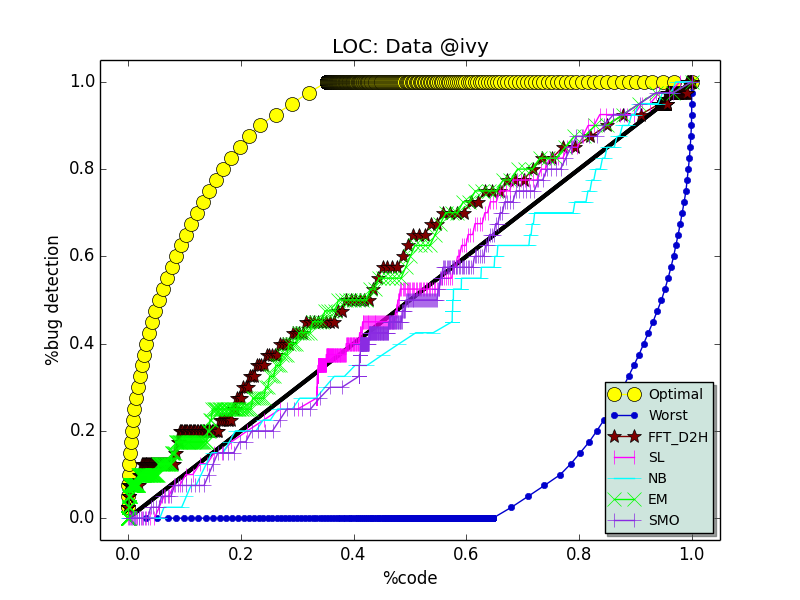 LOC: Data @ivy
1.0
0.8
0.6
0.4
0.2
0.0
%bug detection
0.0 0.2 0.4 0.6 0.8 1.0
%code
Optimal
Worst
FFT_D2H
SL
NB
EM
SMO